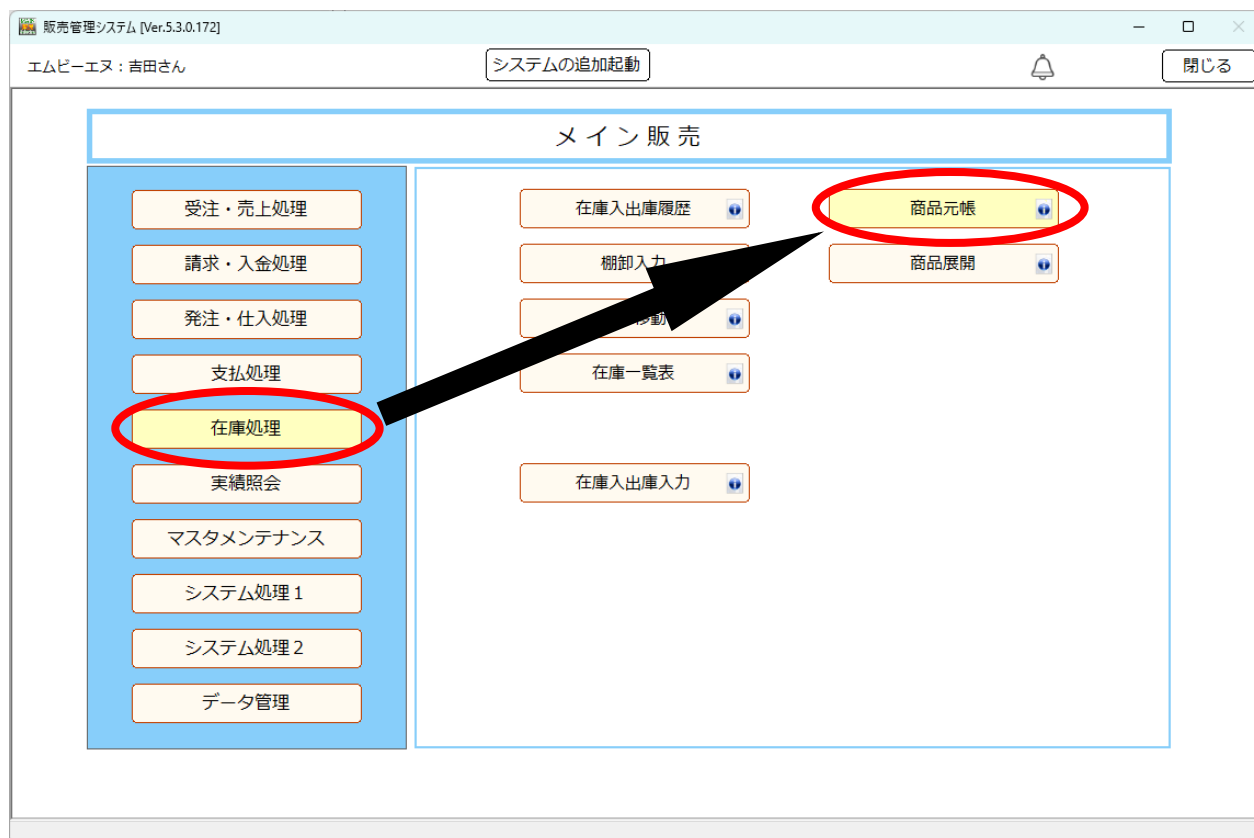 販売管理システム [Ver.5.3.0.172]
エムビーエヌ：吉田さん
システムの追加起動
閉じる
メイン販売
受注・売上処理
請求・入金処理
発注・仕入処理
支払処理
在庫処理
実績照会
マスタメンテナンス
システム処理１
システム処理２
データ管理
在庫入出庫履歴
棚卸入力
移動
在庫一覧表
在庫入出庫入力
商品元帳
商品展開